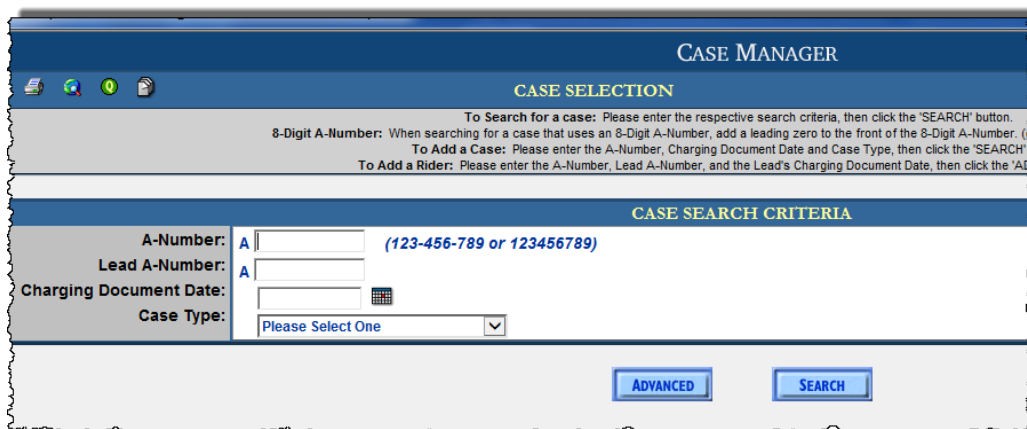 CASE MANAGER
Q
CASE SELECTION
To Search for a case: Please enter the respective search criteria, then click the 'SEARCH' button.
8-Digit A-Number: When searching for a case that uses an 8-Digit A-Number, add a leading zero to the front of the 8-Digit A-Number. (
To Add a Case: Please enter the A-Number, Charging Document Date and Case Type, then click the 'SEARCH'
To Add a Rider: Please enter the A-Number, Lead A-Number, and the Lead's Charging Document Date, then click the 'AD
CASE SEARCH CRITERIA
A-Number: A (123-456-789 or 123456789)
Lead A-Number: A
Charging Document Date:
Case Type: Please Select One
ADVANCED SEARCH